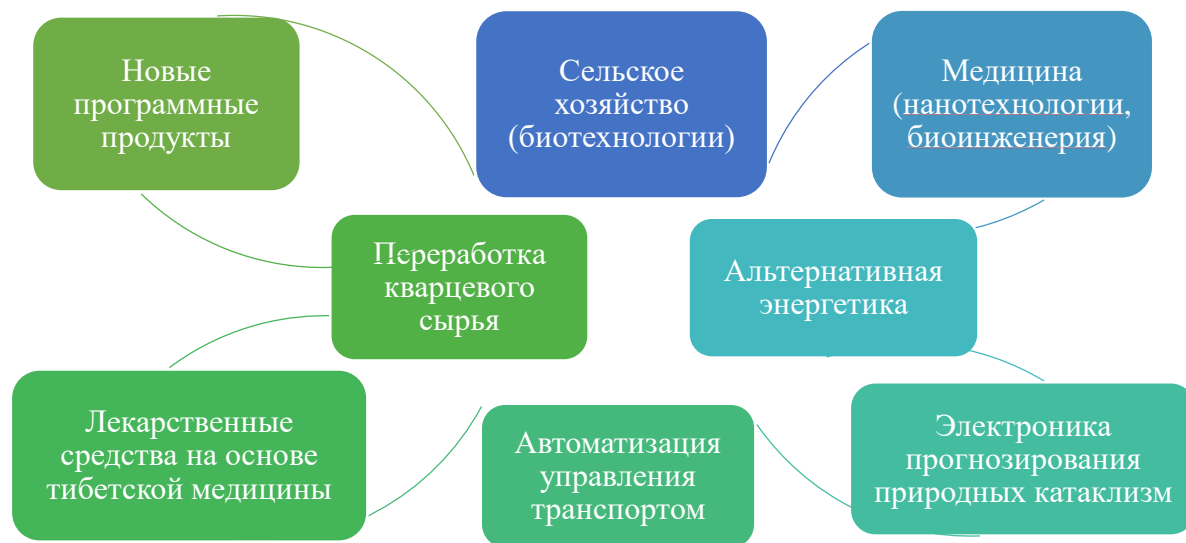 Новые
программные
продукты
Сельское
хозяйство
(биотехнологии)
Медицина
(нанотехнологии,
биоинженерия)
Переработка
кварцевого
сырья
Альтернативная
энергетика
Лекарственные
средства на основе
тибетской медицины
Автоматизация
управления
транспортом
Электроника
прогнозирования
природных катаклизм